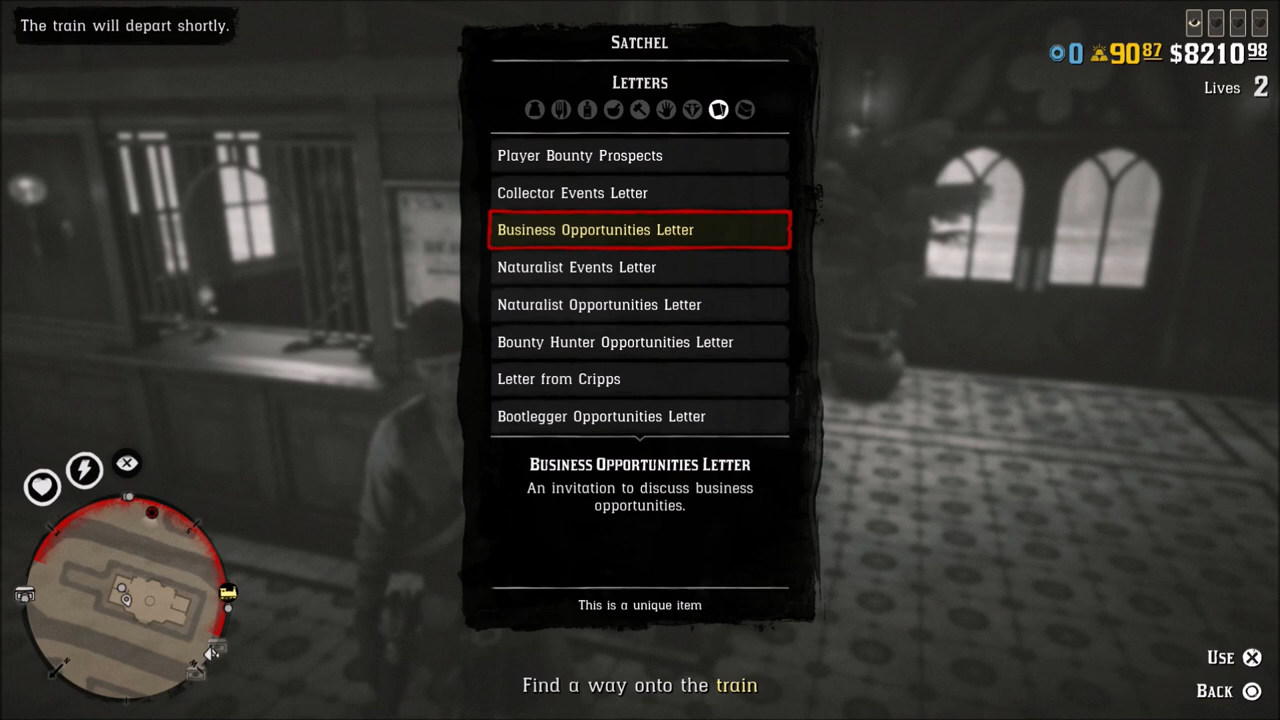 The train will depart shortly.
SATCHEL
LETTERS
0 90 87 $8210 98
Lives 2
Player Bounty Prospects
Collector Events Letter
Business Opportunities Letter
Naturalist Events Letter
Naturalist Opportunities Letter
Bounty Hunter Opportunities Letter
Letter from Cripps
Bootlegger Opportunities Letter
BUSINESS OPPORTUNITIES LETTER
An invitation to discuss business
opportunities.
This is a unique item
Find a way onto the train
USE
BACK